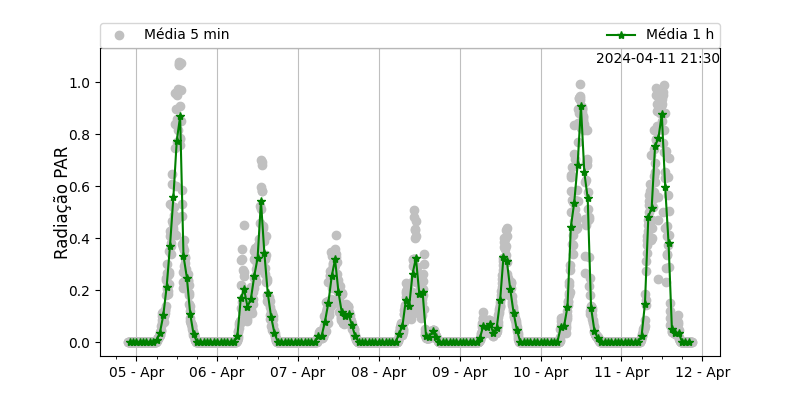 Média 5 min
Média 1 h
2024-04-11 21:30
Radiação PAR
1.0
0.8
0.6
0.4
0.2
0.0
05 - Apr
06 - Apr
07 - Apr
08 - Apr
09 - Apr
10 - Apr
11 - Apr
12 - Apr